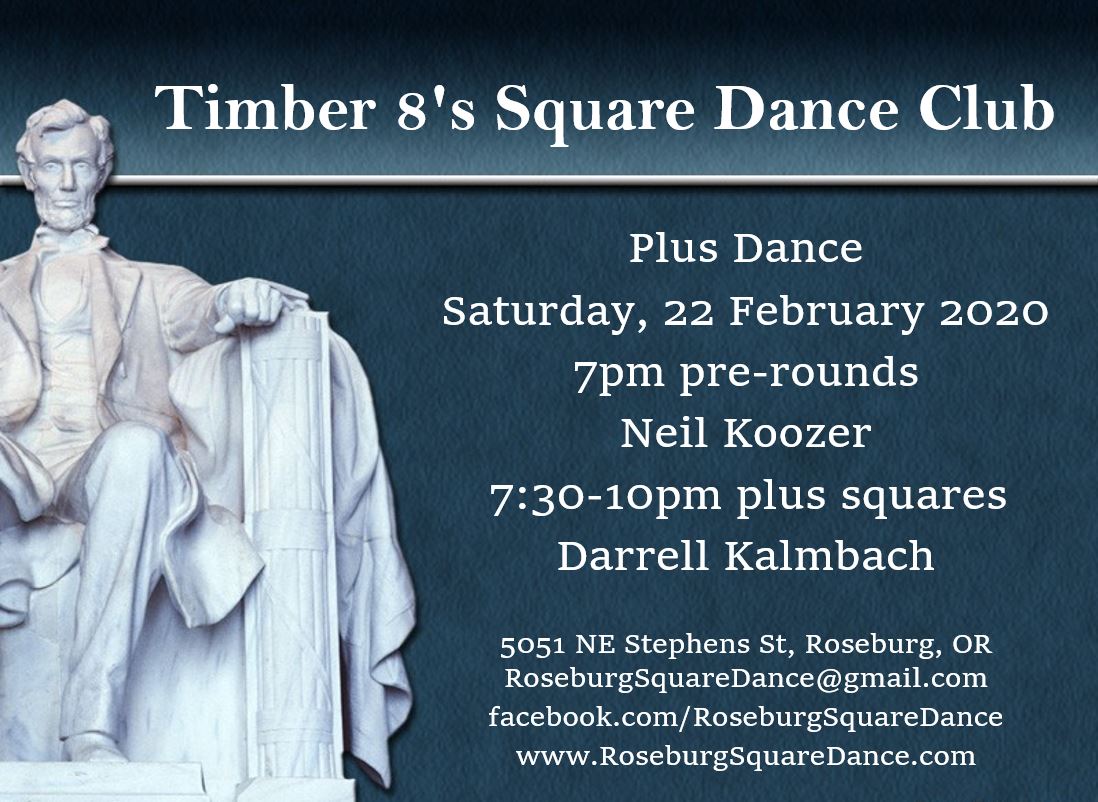 Timber 8's Square Dance Club
Plus Dance
Saturday, 22 February 2020
7pm pre-rounds
Neil Koozer
7:30-10pm plus squares
Darrell Kalmbach
5051 NE Stephens St, Roseburg, OR
RoseburgSquareDance@gmail.com
facebook.com/RoseburgSquareDance
www.RoseburgSquareDance.com